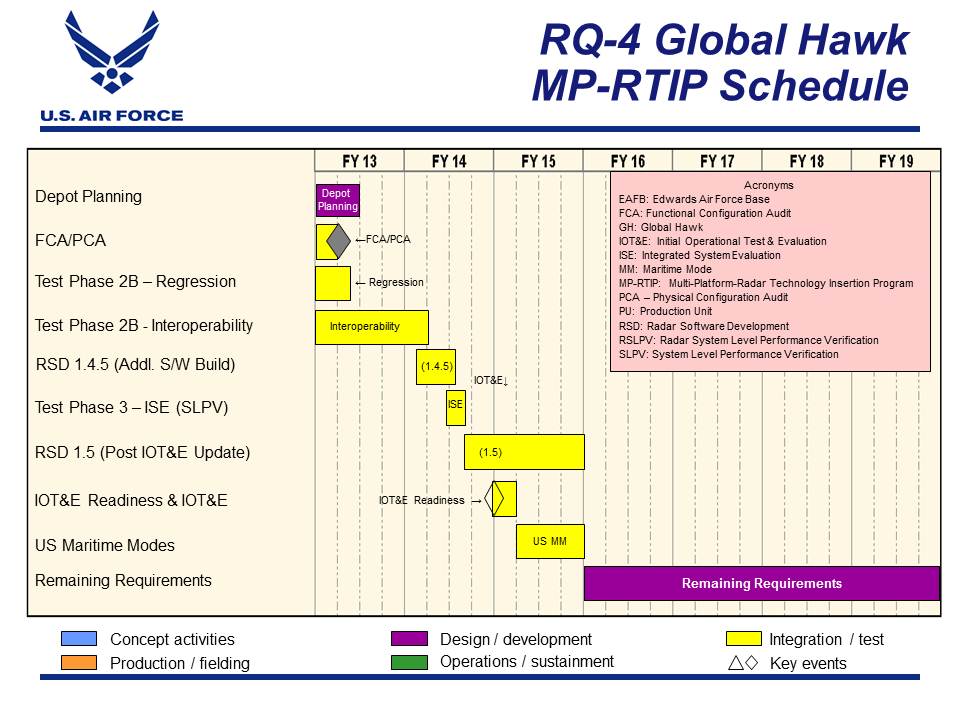 U.S. AIR FORCE
RQ-4 Global Hawk
MP-RTIP Schedule
FY 13 FY 14 FY 15 FY 16 FY 17 FY 18 FY 19
Acronyms
EAFB: Edwards Air Force Base
FCA: Functional Configuration Audit
GH: Global Hawk
IOT&E: Initial Operational Test & Evaluation
ISE: Integrated System Evaluation
MM: Maritime Mode
MP-RTIP: Multi-Platform-Radar Technology Insertion Program
PCA – Physical Configuration Audit
PU: Production Unit
RSD: Radar Software Development
RSLPV: Radar System Level Performance Verification
SLPV: System Level Performance Verification
Depot Planning
Depot
Planning
FCA/PCA
←FCA/PCA
Test Phase 2B – Regression
← Regression
Test Phase 2B - Interoperability
Interoperability
RSD 1.4.5 (Addl. S/W Build)
(1.4.5)
IOT&E↓
Test Phase 3 – ISE (SLPV)
ISE
RSD 1.5 (Post IOT&E Update)
(1.5)
IOT&E Readiness & IOT&E
IOT&E Readiness →
US Maritime Modes
US MM
Remaining Requirements
Remaining Requirements
Concept activities
Design / development
Integration / test
Production / fielding
Operations / sustainment
Key events